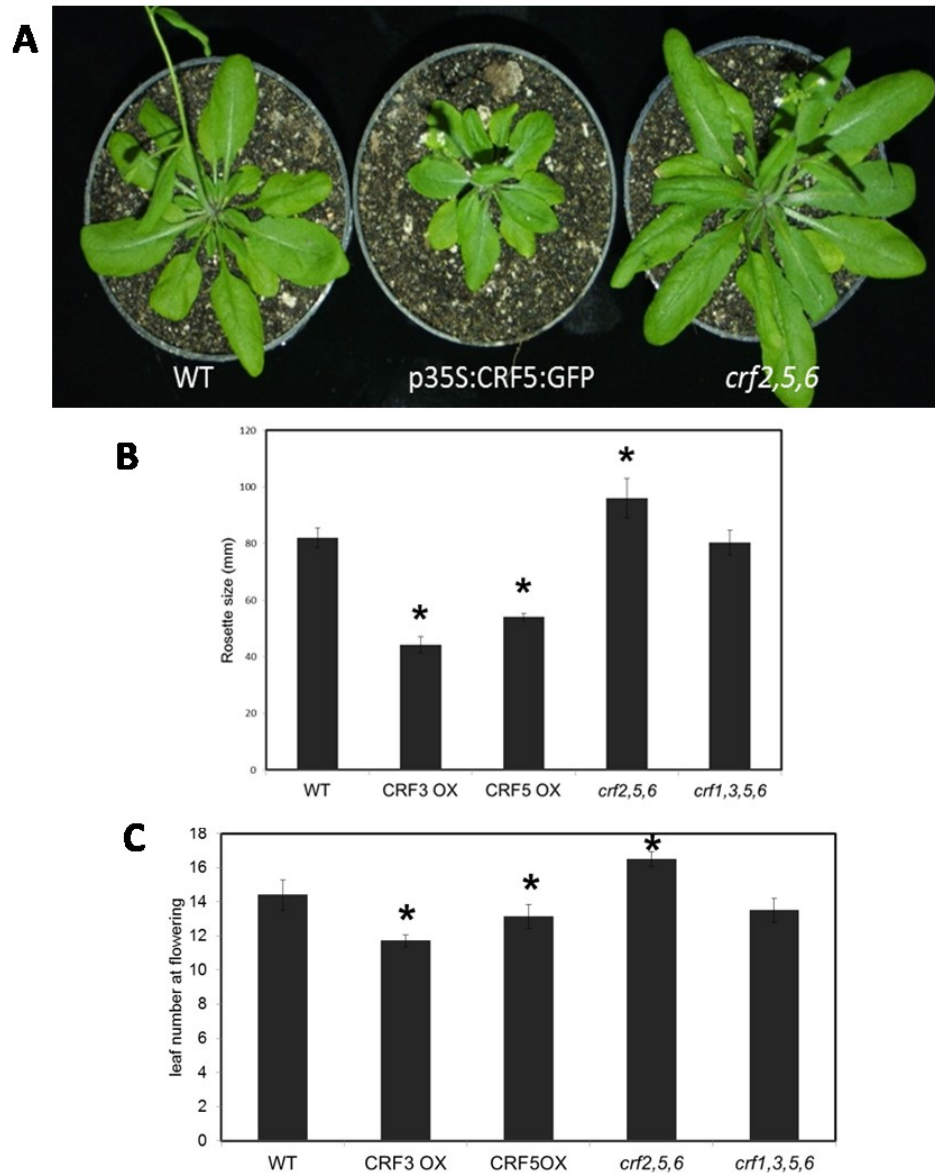 A
WT p35S:CRF5:GFP crf2,5,6
B
*
*
*
120
100
80
60
40
20
0
Rosette size (mm)
WT CRF3 OX CRF5 OX crf2,5,6 crf1,3,5,6
C
*
*
*
18
16
14
12
10
8
6
4
2
0
leaf number at flowering
WT CRF3 OX CRF5OX crf2,5,6 crf1,3,5,6